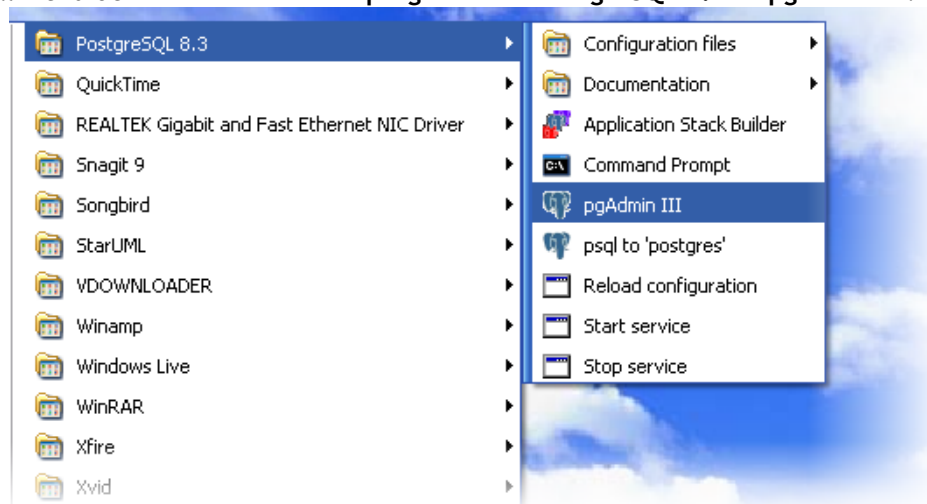 PostgreSQL 8.3
QuickTime
REALTEK Gigabit and Fast Ethernet NIC Driver
Snagit 9
Songbird
StarUML
VDOWNLOADER
Winamp
Windows Live
WinRAR
Xfire
Xvid
Configuration files
Documentation
Application Stack Builder
Command Prompt
pgAdmin III
psql to 'postgres'
Reload configuration
Start service
Stop service